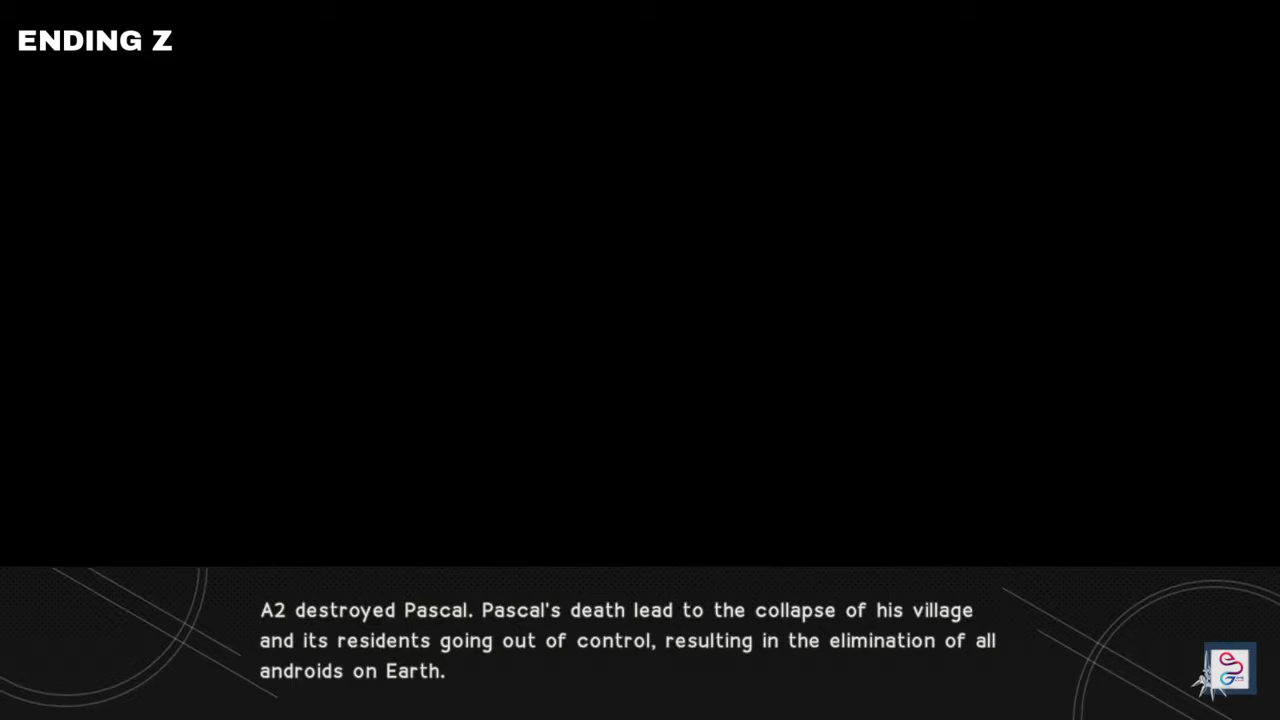 ENDING Z
A2 destroyed Pascal. Pascal's death lead to the collapse of his village
and its residents going out of control, resulting in the elimination of all
androids on Earth.